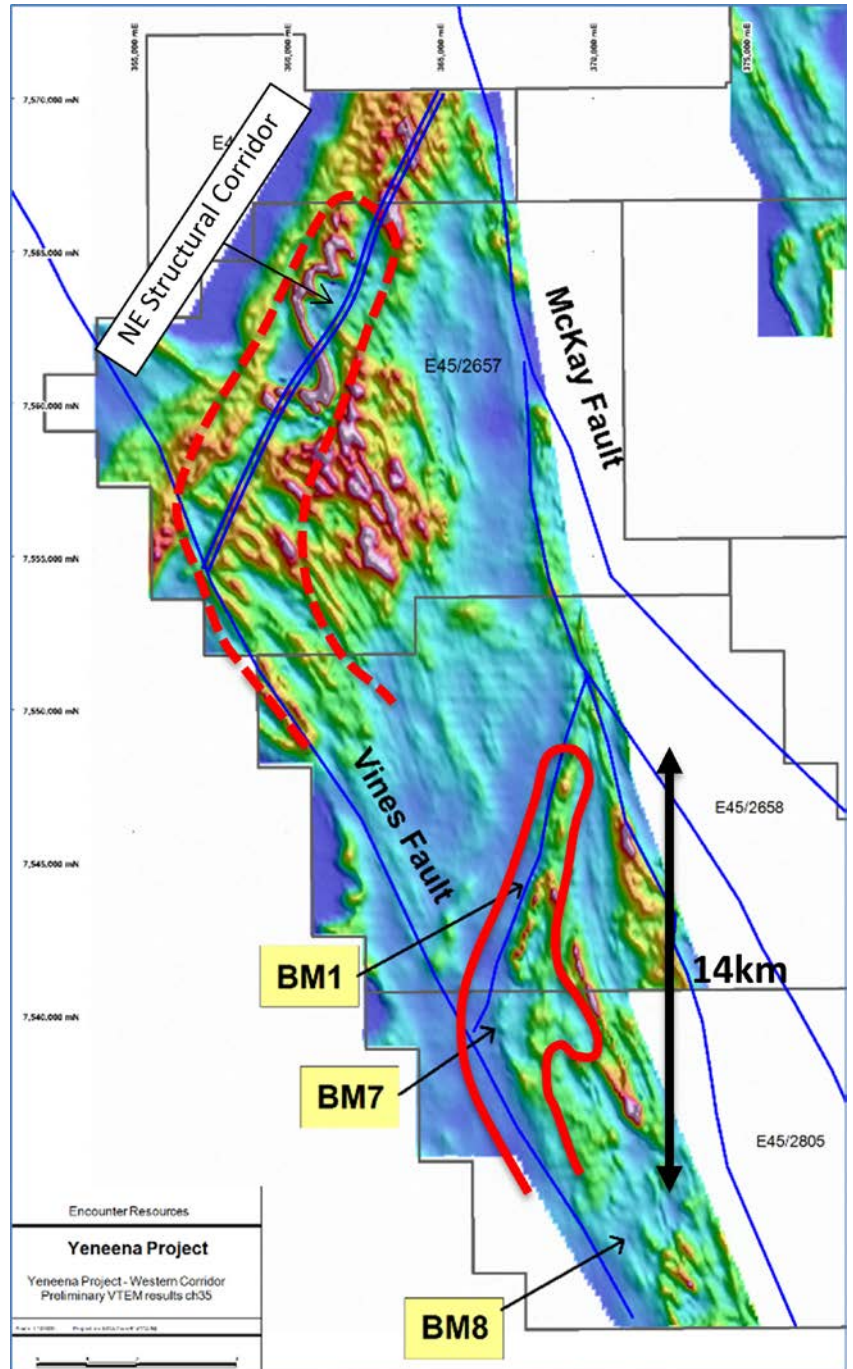 355,000 mE
365,000 mE
370,000 mE
375,000 mE
7,570,000 mN
NE Structural Corridor
7,565,000 mN
McKay Fault
E45/2657
7,560,000 mN
7,555,000 mN
7,550,000 mN
Vines Fault
E45/2658
7,545,000 mN
BM1
14km
7,540,000 mN
BM7
E45/2805
Encounter Resources
Yeneena Project
Yeneena Project - Western Corridor
Preliminary VTEM results ch35
BM8